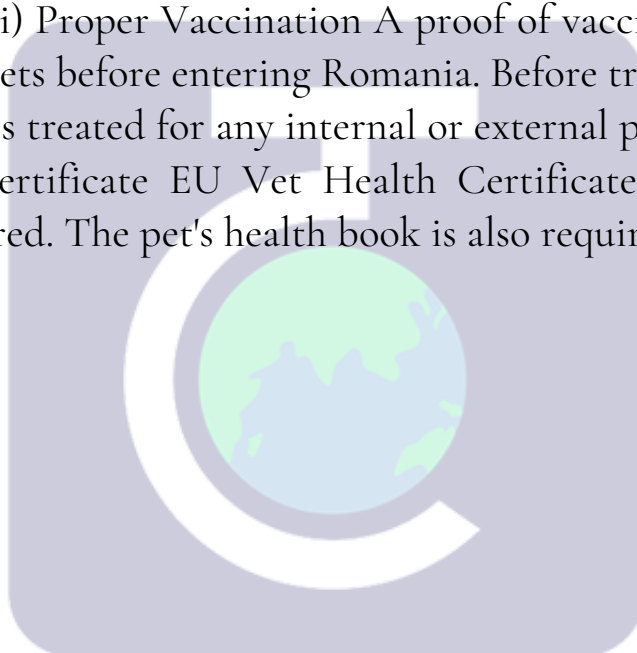 i) Proper Vaccination A proof of vacci
ets before entering Romania. Before tr
s treated for any internal or external p
ertificate EU Vet Health Certificate
red. The pet's health book is also requir